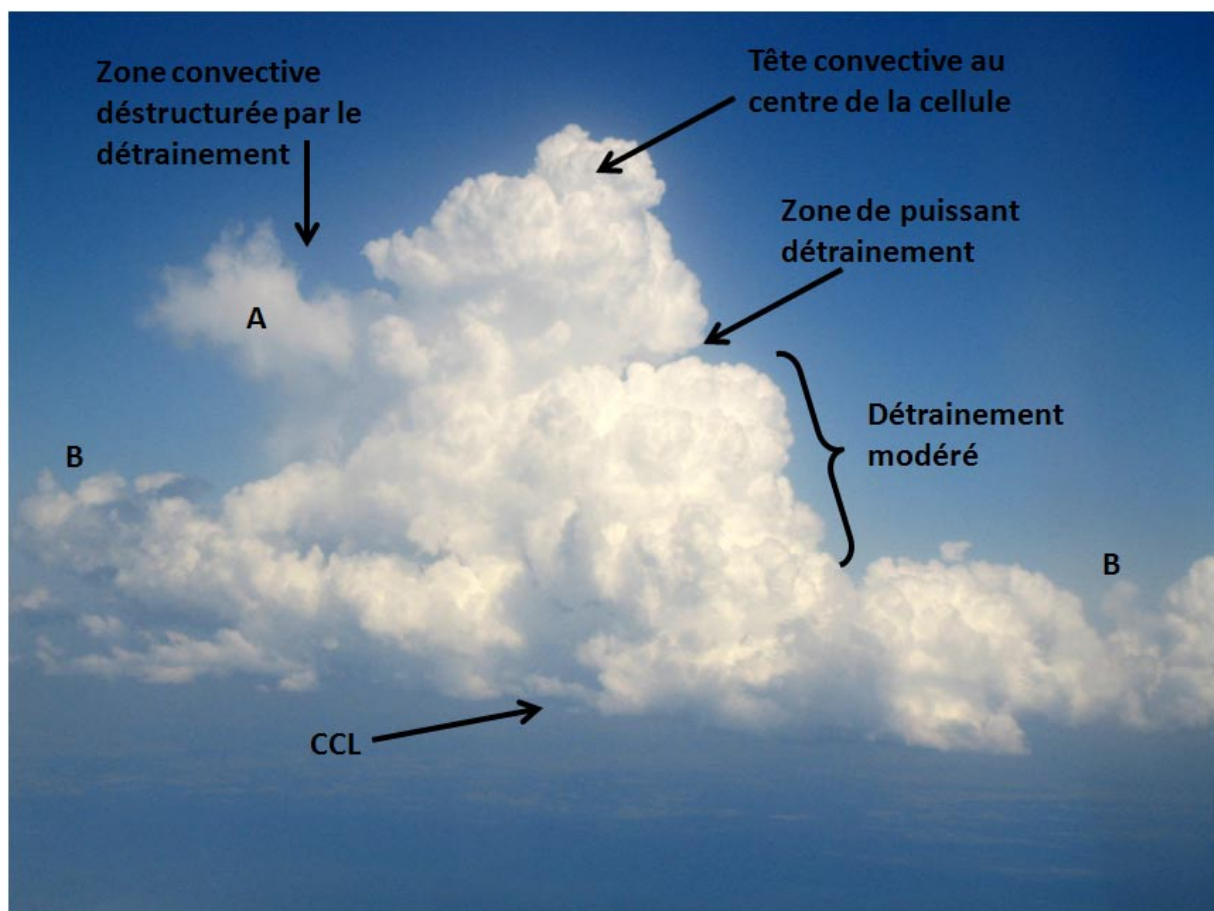 Zone convective
déstructurée par le
détrainement
Tête convective au
centre de la cellule
Zone de puissant
détrainement
A
Détrainement
modéré
B
B
CCL